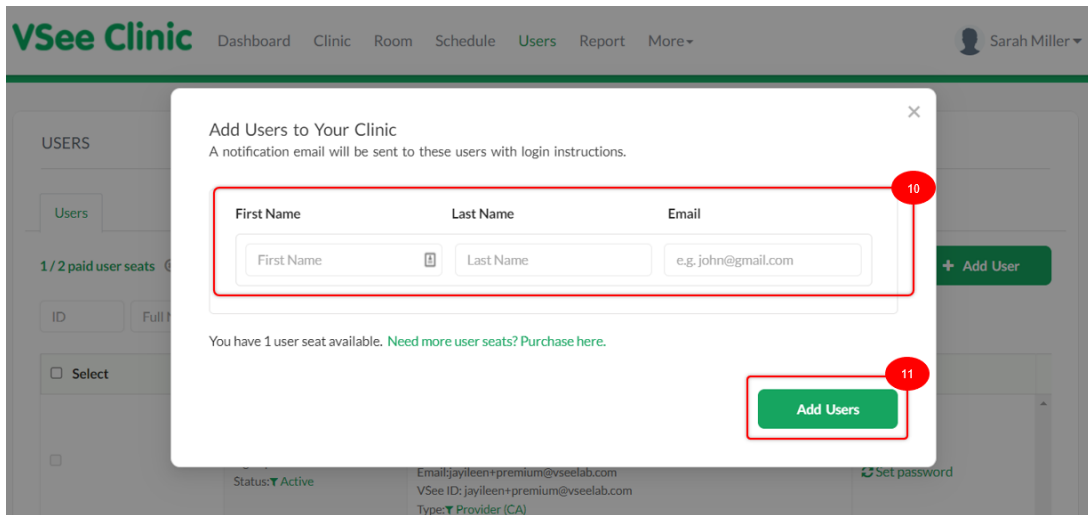 VSee Clinic Dashboard Clinic Room Schedule Users Report More Sarah Miller
Add Users to Your Clinic
A notification email will be sent to these users with login instructions.
10
First Name Last Name Email
First Name Last Name e.g. john@gmail.com
You have 1 user seat available. Need more user seats? Purchase here.
11
Add Users
USERS
Users
1 / 2 paid user seats
+ Add User
ID Full
Select
Status: Active
Email:jayileen+premium@vseelab.com
VSee ID: jayileen+premium@vseelab.com
Type: Provider (CA)
Set password